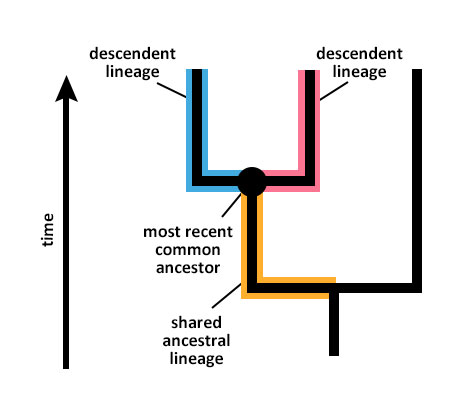 descendent
lineage
descendent
lineage
time
most recent
common
ancestor
shared
ancestral
lineage